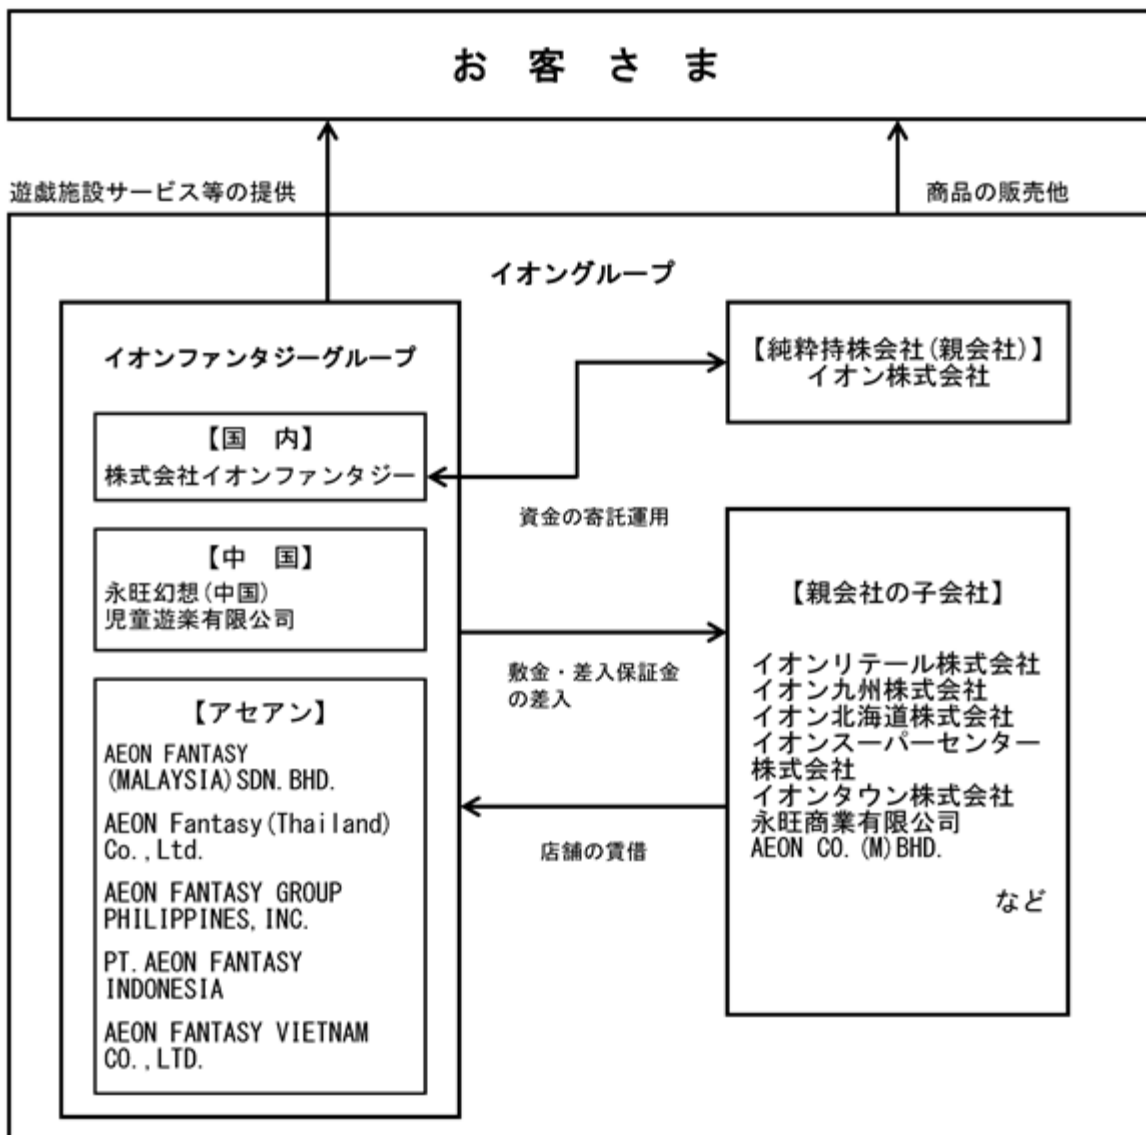 お 客 さ ま
遊戯施設サービス等の提供
商品の販売他
イオングループ
イオンファンタジーグループ
【国 内】
株式会社イオンファンタジー
【中 国】
永旺幻想(中国)
児童遊楽有限公司
【アセアン】
AEON FANTASY
(MALAYSIA)SDN.BHD.
AEON Fantasy(Thailand)
Co.,Ltd.
AEON FANTASY GROUP
PHILIPPINES,INC.
PT.AEON FANTASY
INDONESIA
AEON FANTASY VIETNAM
CO.,LTD.
【純粋持株会社(親会社)】
イオン株式会社
資金の寄託運用
敷金・差入保証金
の差入
店舗の賃借
【親会社の子会社】
イオンリテール株式会社
イオン九州株式会社
イオン北海道株式会社
イオンスーパーセンター
株式会社
イオンタウン株式会社
永旺商業有限公司
AEON CO.(M)BHD.
など